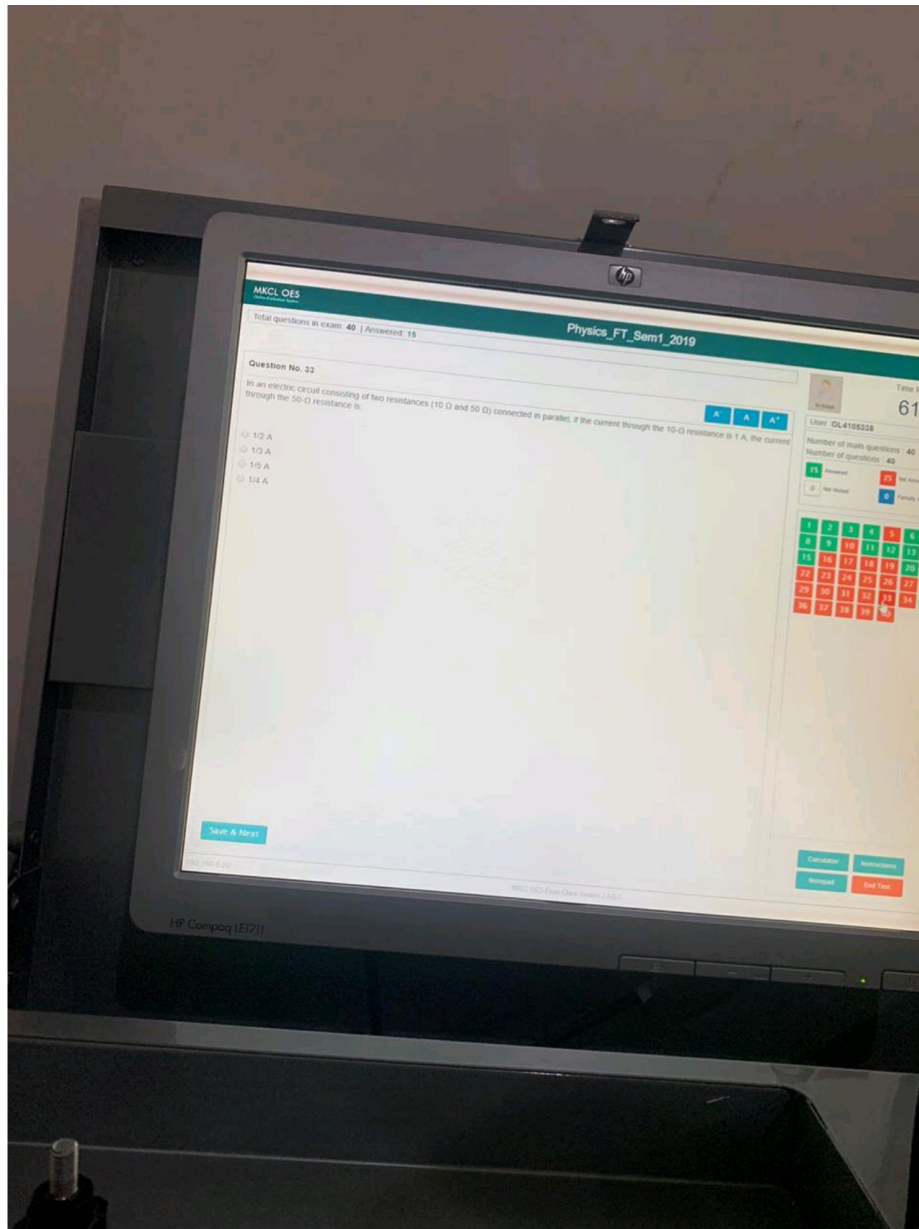 hp
MKCL OES
Online Evaluation System
Physics_FT_Sem1_2019
Total questions in exam: 40 | Answered: 15
Question No. 33
A- A A+
In an electric circuit consisting of two resistances (10 Ω and 50 Ω) connected in parallel, if the current through the 10-Ω resistance is 1 A, the current
through the 50-Ω resistance is:
1/2 A
1/3 A
1/5 A
1/4 A
Save & Next
61
User :GL4105338
Number of main questions : 40
Number of questions : 40
15 Answered 25
0 Not Visited 0 Partially
1 2 3 4 5 6
8 9 10 11 12 13
15 16 17 18 19 20
22 23 24 25 26 27
29 30 31 32 33 34
36 37 38 39 40
Calculator Instructions
Notepad End Test
HP Compaq LE1711